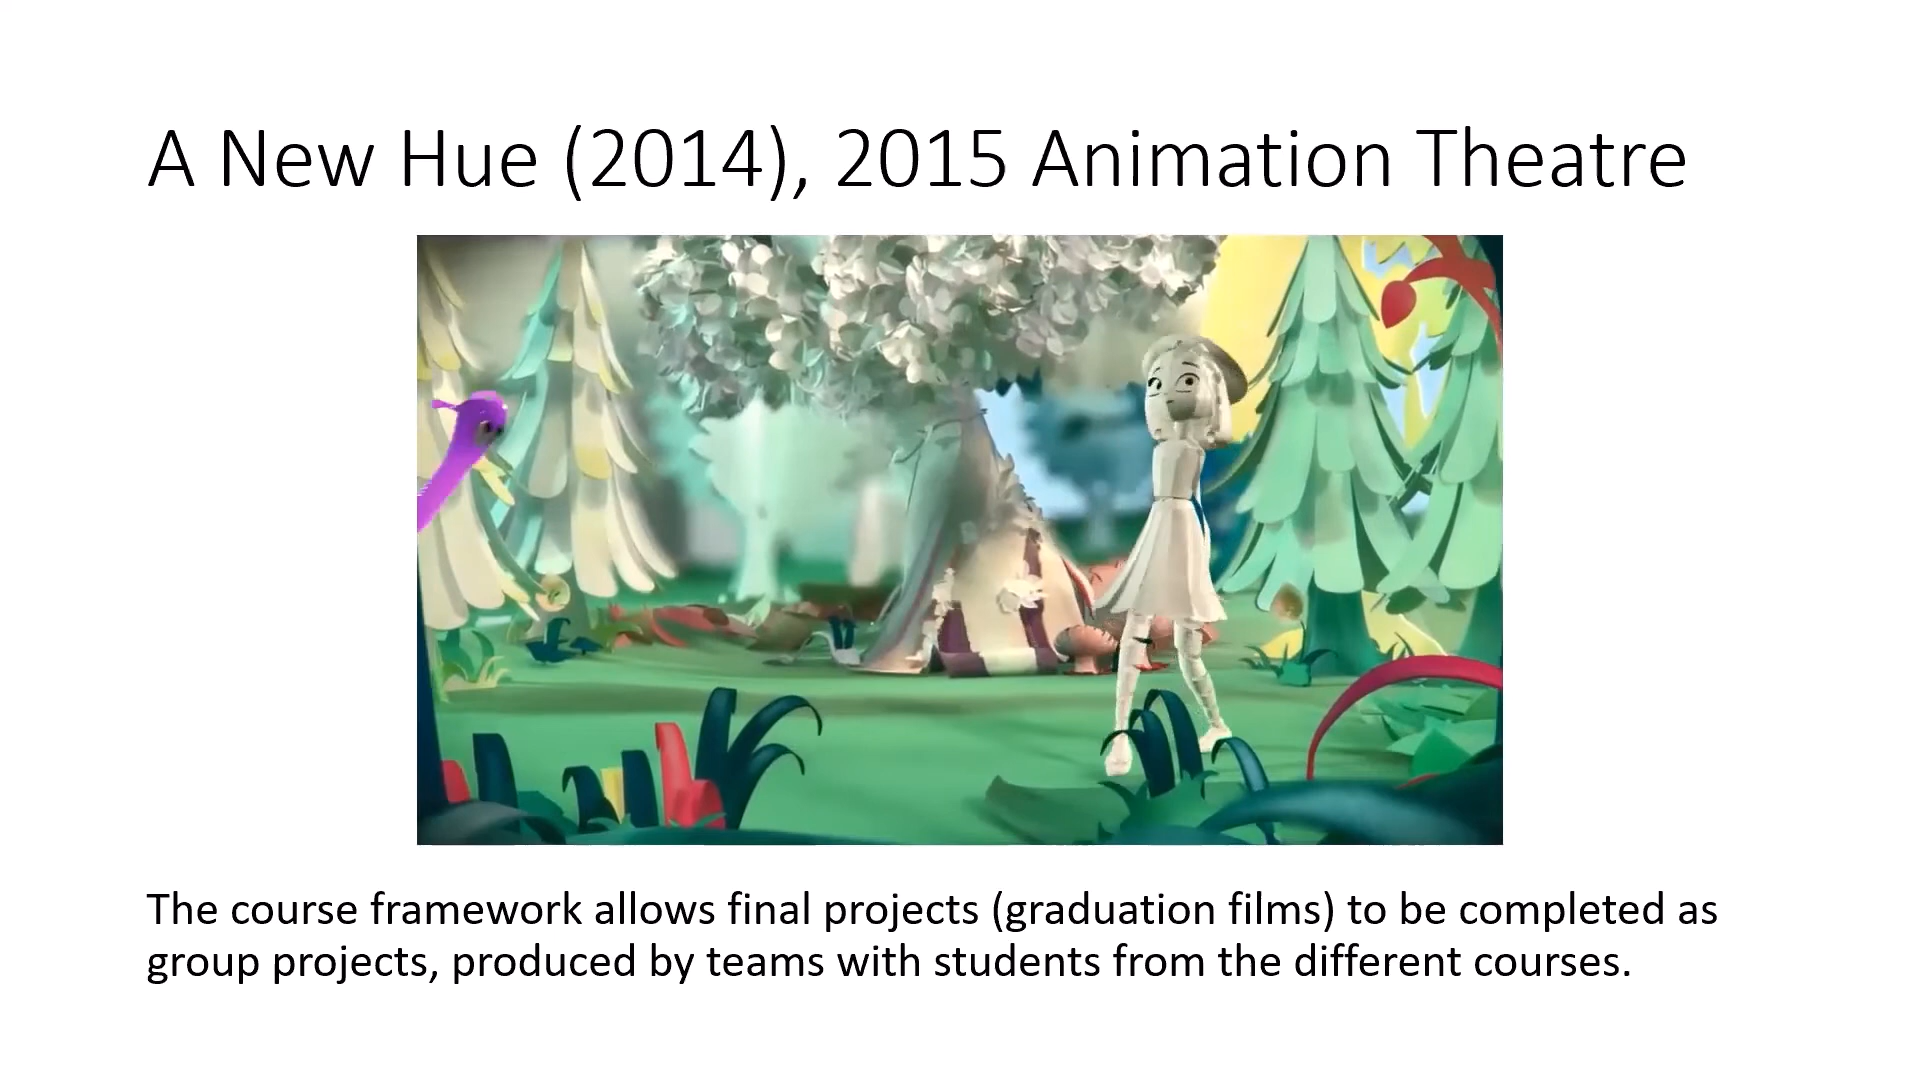 A New Hue (2014), 2015 Animation Theatre
The course framework allows final projects (graduation films) to be completed as
group projects, produced by teams with students from the different courses.